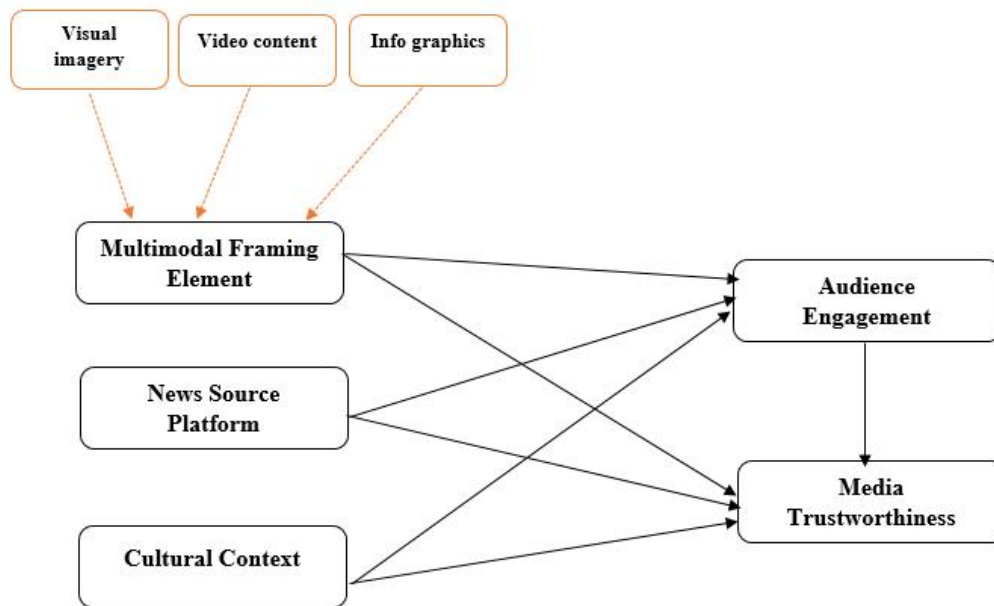 Visual
imagery
Video content
Info graphics
Multimodal Framing
Element
Audience
Engagement
News Source
Platform
Media
Trustworthiness
Cultural Context